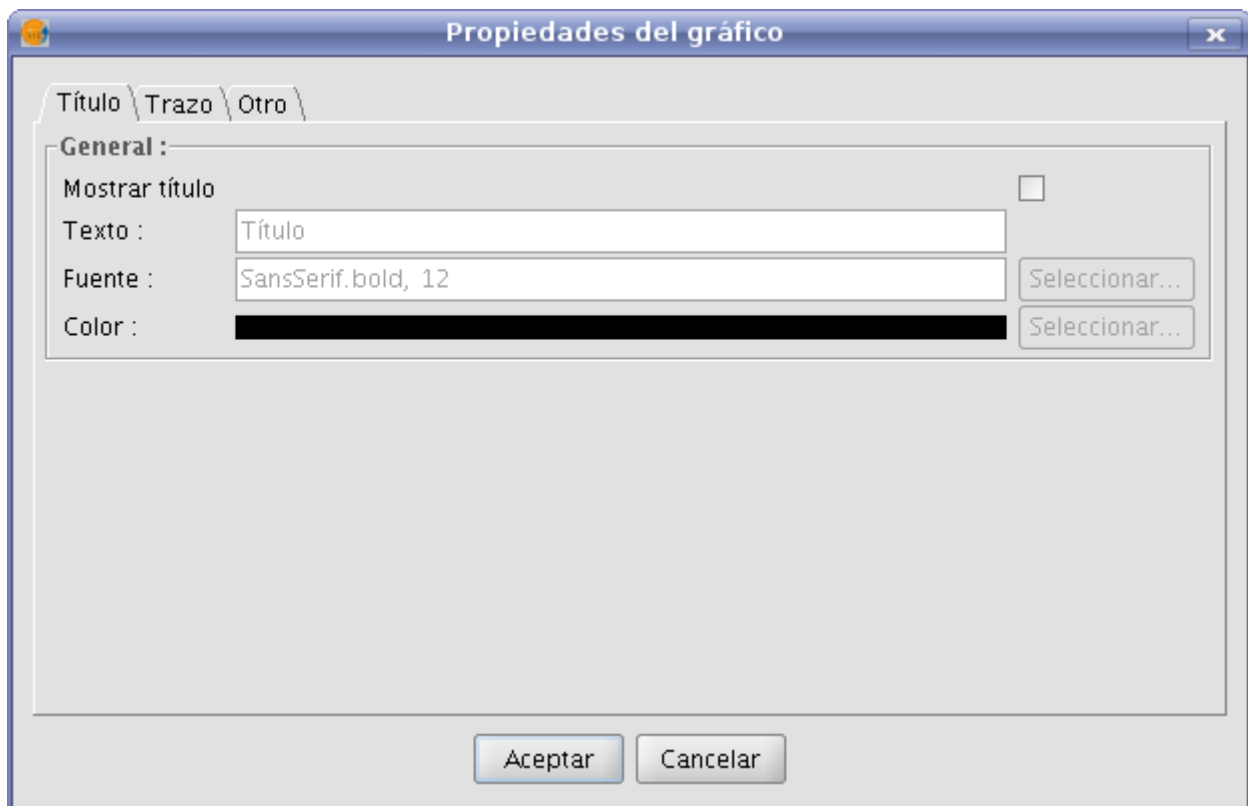 Propiedades del gráfico
Título Trazo Otro
General :
Mostrar título
Texto : Título
Fuente : SansSerif.bold, 12 Seleccionar...
Color : Seleccionar...
Aceptar Cancelar